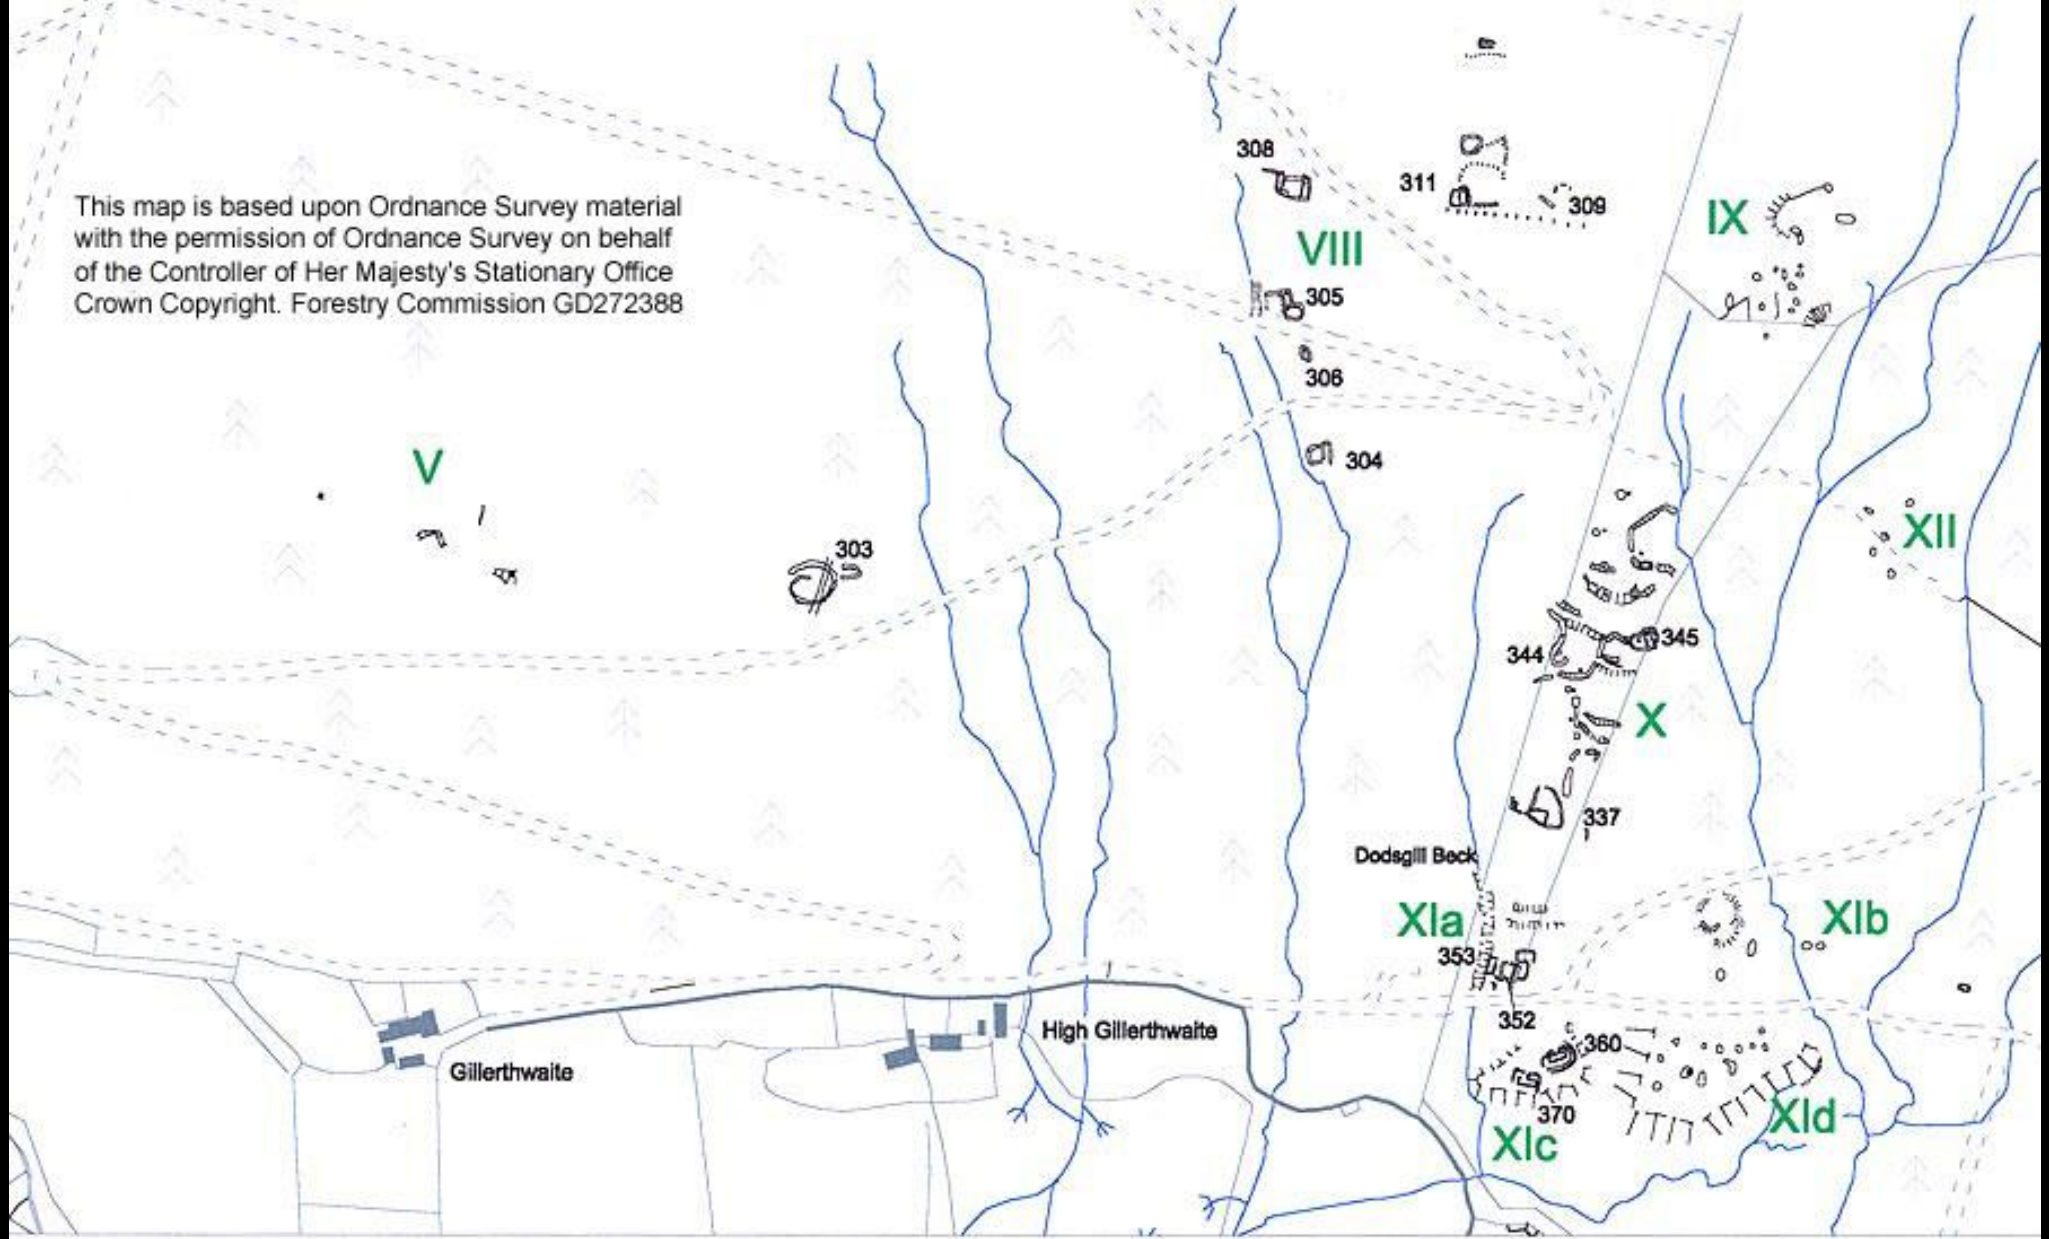 308
311
309
This map is based upon Ordnance Survey material
with the permission of Ordnance Survey on behalf
of the Controller of Her Majesty's Stationary Office
Crown Copyright. Forestry Commission GD272388
IX
VIII
305
306
304
V
XII
303
345
344
X
337
Dodsgill Beck
XIa
XIb
353
352
High Gillerthwaite
360
Gillerthwaite
370
XId
XIc